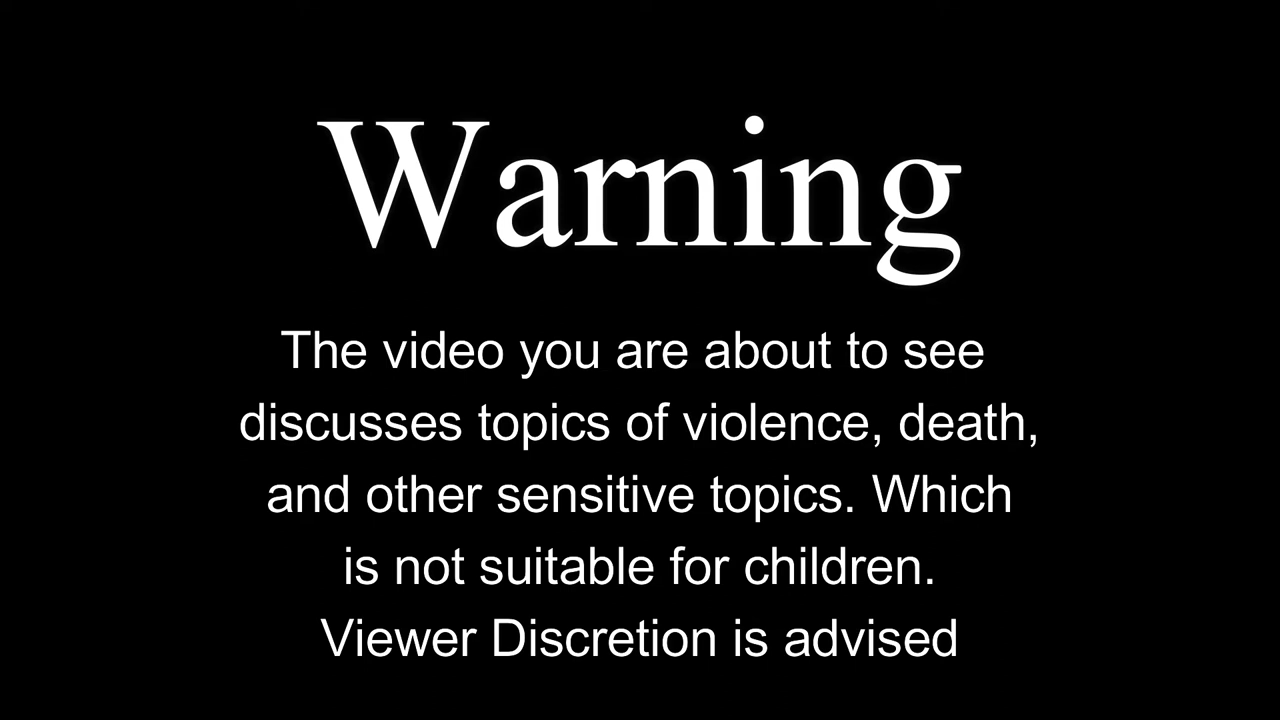 Warning
The video you are about to see
discusses topics of violence, death,
and other sensitive topics. Which
is not suitable for children.
Viewer Discretion is advised